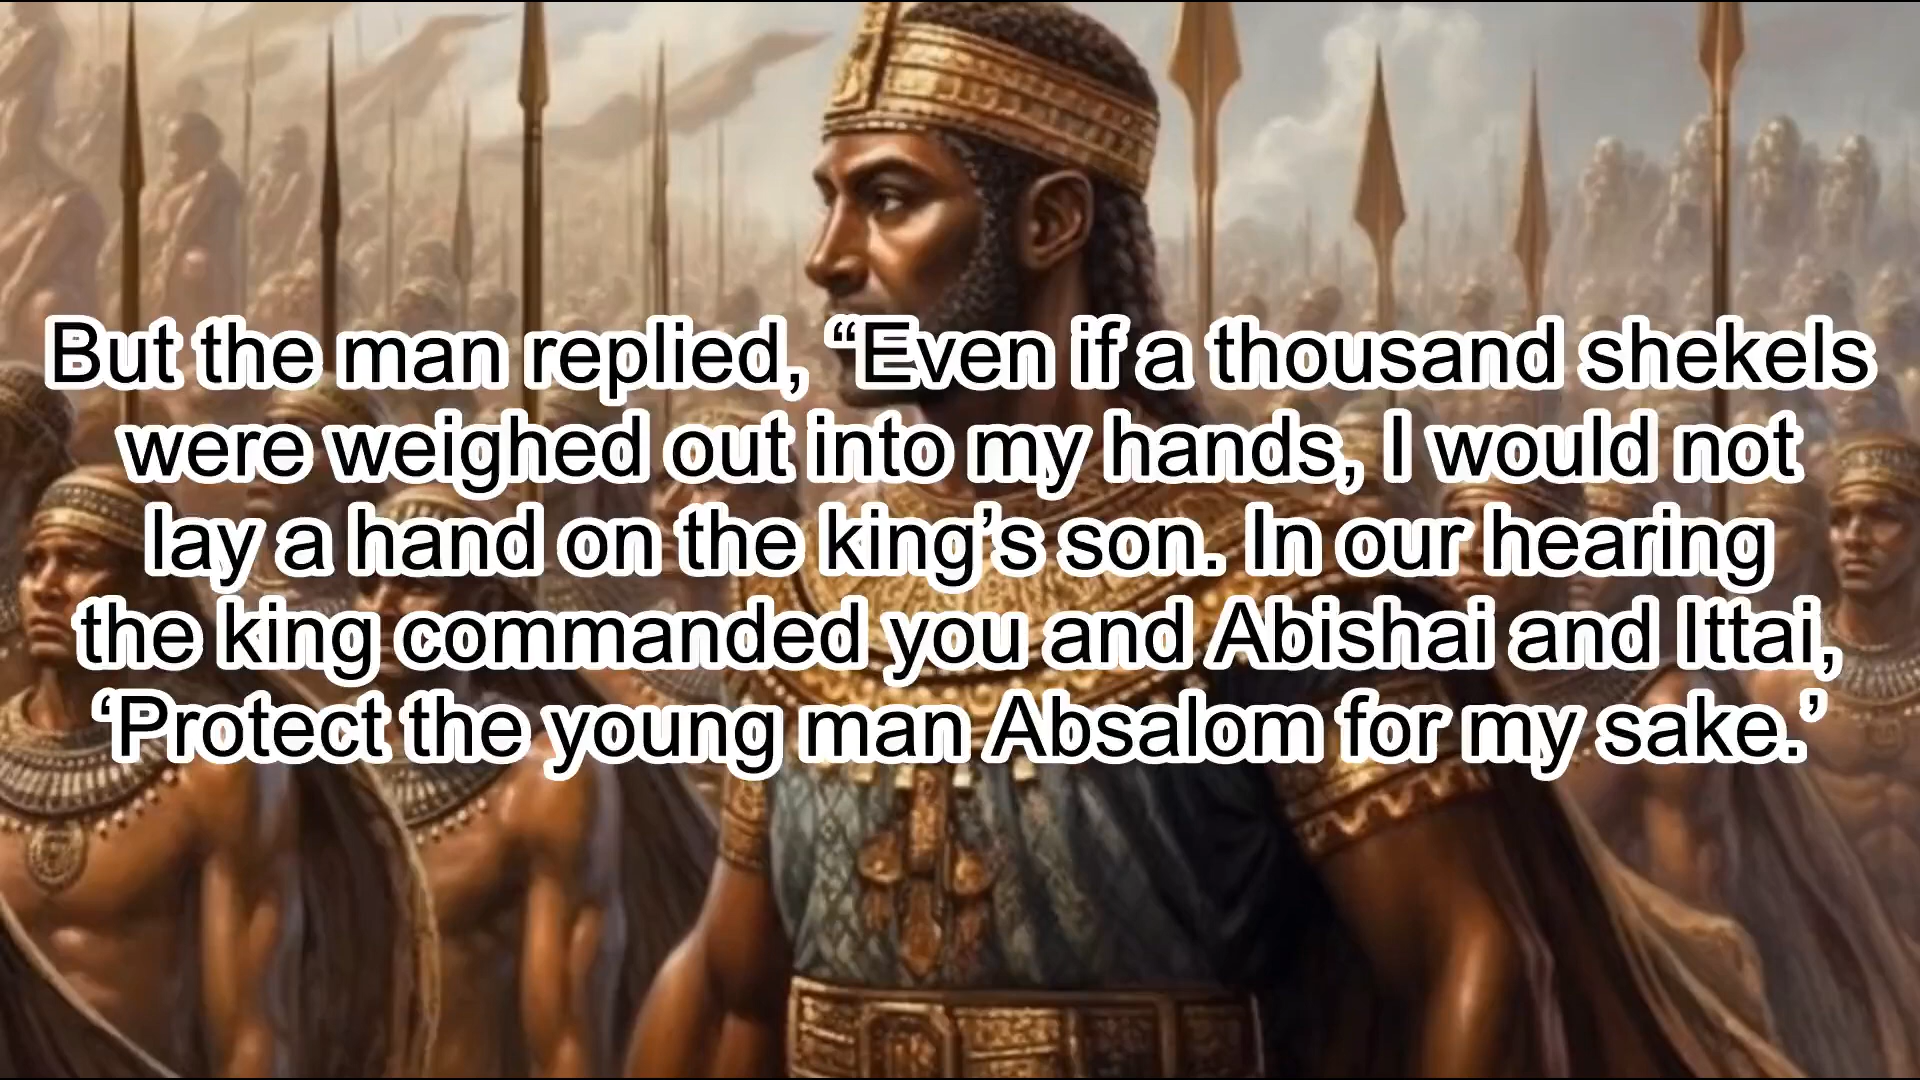 But the man replied, “Even if a thousand shekels
were weighed out into my hands, I would not
lay a hand on the king’s son. In our hearing
the king commanded you and Abishai and Ittai,
‘Protect the young man Absalom for my sake.’